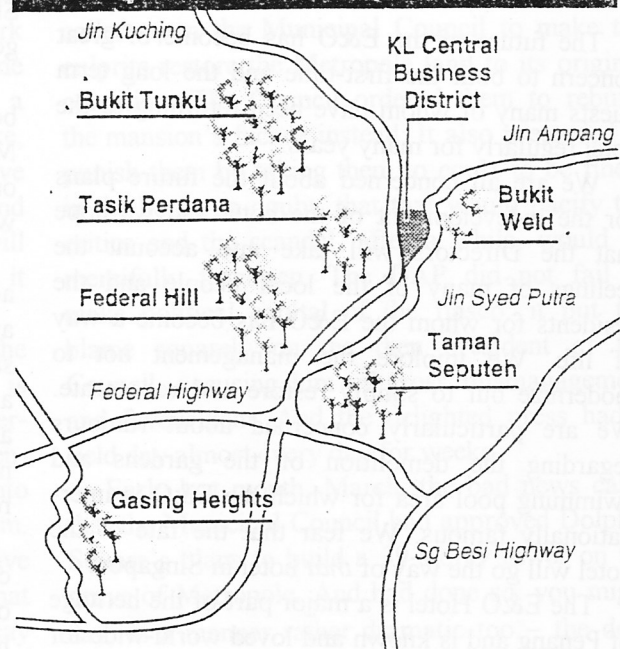 Jln Kuching
KL Central
Business
District
Bukit Tunku
Jln Ampang
Tasik Perdana
Bukit
Weld
Federal Hill
Jln Syed Putra
Taman
Seputeh
Federal Highway
Gasing Heights
Sg Besi Highway